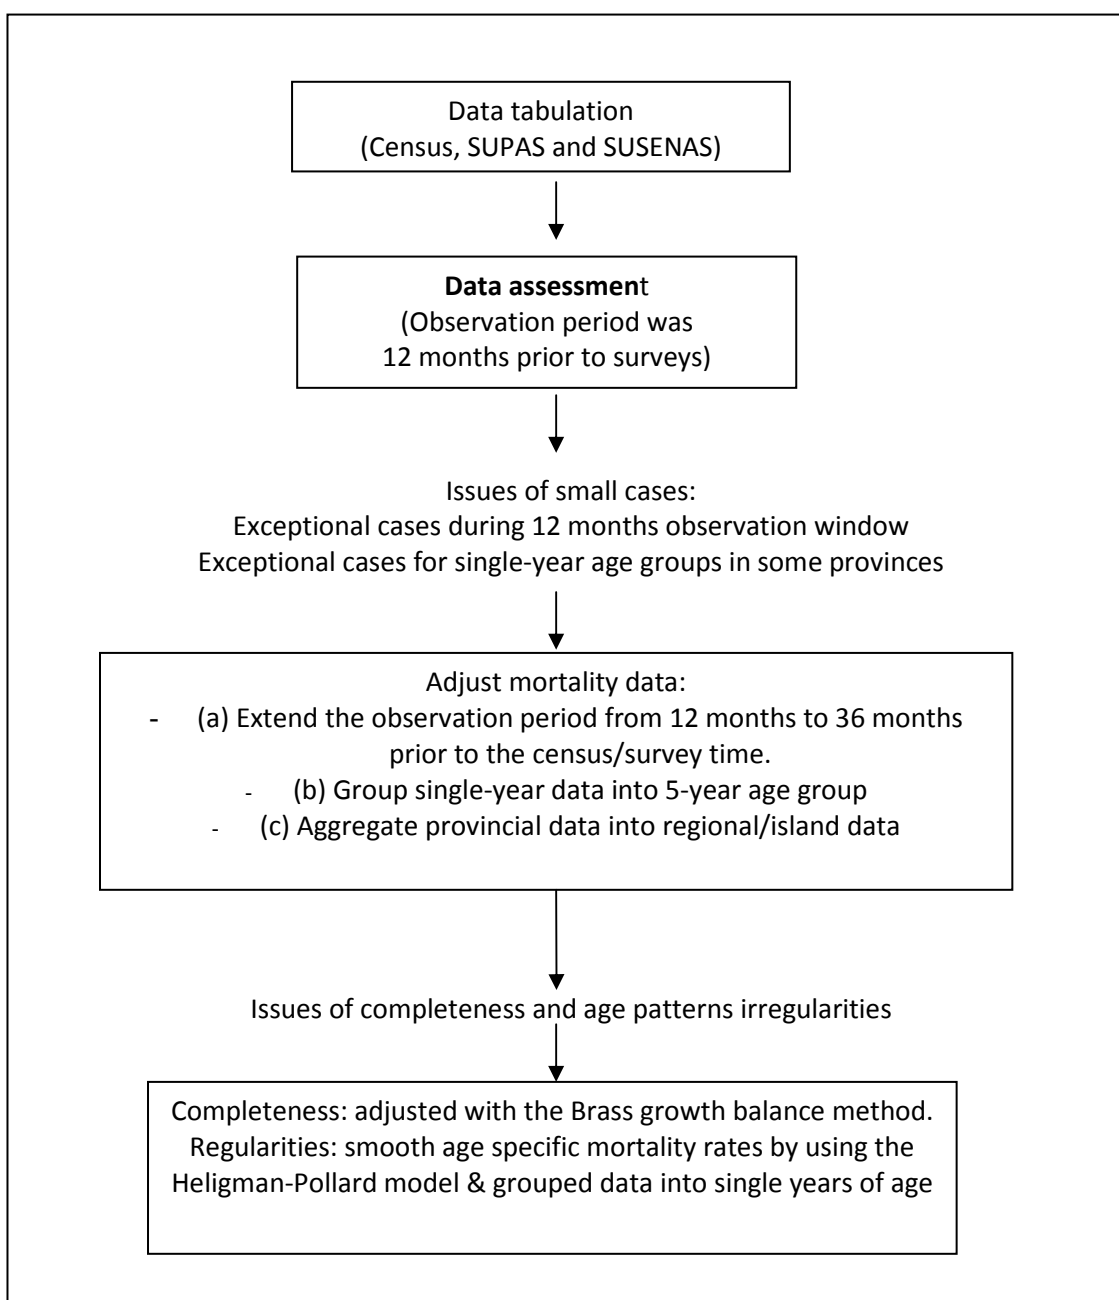 Data tabulation
(Census, SUPAS and SUSENAS)
Data assessment
(Observation period was
12 months prior to surveys)
Issues of small cases:
Exceptional cases during 12 months observation window
Exceptional cases for single-year age groups in some provinces
Adjust mortality data:
- (a) Extend the observation period from 12 months to 36 months
prior to the census/survey time.
- (b) Group single-year data into 5-year age group
- (c) Aggregate provincial data into regional/island data
Issues of completeness and age patterns irregularities
Completeness: adjusted with the Brass growth balance method.
Regularities: smooth age specific mortality rates by using the
Heligman-Pollard model & grouped data into single years of age